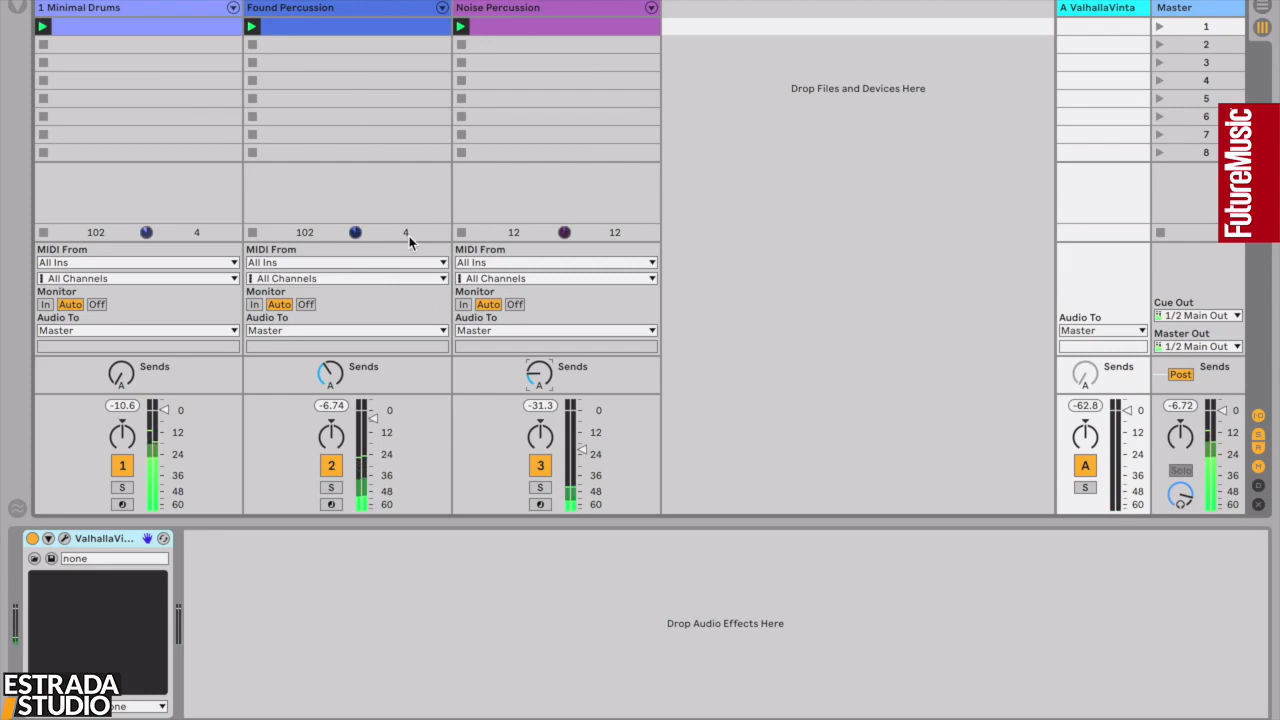 1 Minimal Drums
Found Percussion
Noise Percussion
A ValhallaVinta
Master
1
2
3
4
5
6
7
8
Drop Files and Devices Here
FutureMusic
102
4
102
4
12
12
MIDI From
MIDI From
MIDI From
All Ins
All Ins
All Ins
All Channels
All Channels
All Channels
Monitor
Monitor
Monitor
In Auto Off
In Auto Off
In Auto Off
Audio To
Audio To
Audio To
Audio To
Master
Master
Master
Master
Cue Out
1/2 Main Out
Master Out
1/2 Main Out
Sends
A
Sends
A
Sends
A
Sends
A
Sends
Post
-10.6
-6.74
-31.3
-62.8
-6.72
0
12
24
36
48
60
0
12
24
36
48
60
0
12
24
36
48
60
0
12
24
36
48
60
0
12
24
36
48
60
1
2
3
A
Solo
S
S
S
S
ValhallaVi...
none
Drop Audio Effects Here
ESTRADA
STUDIO